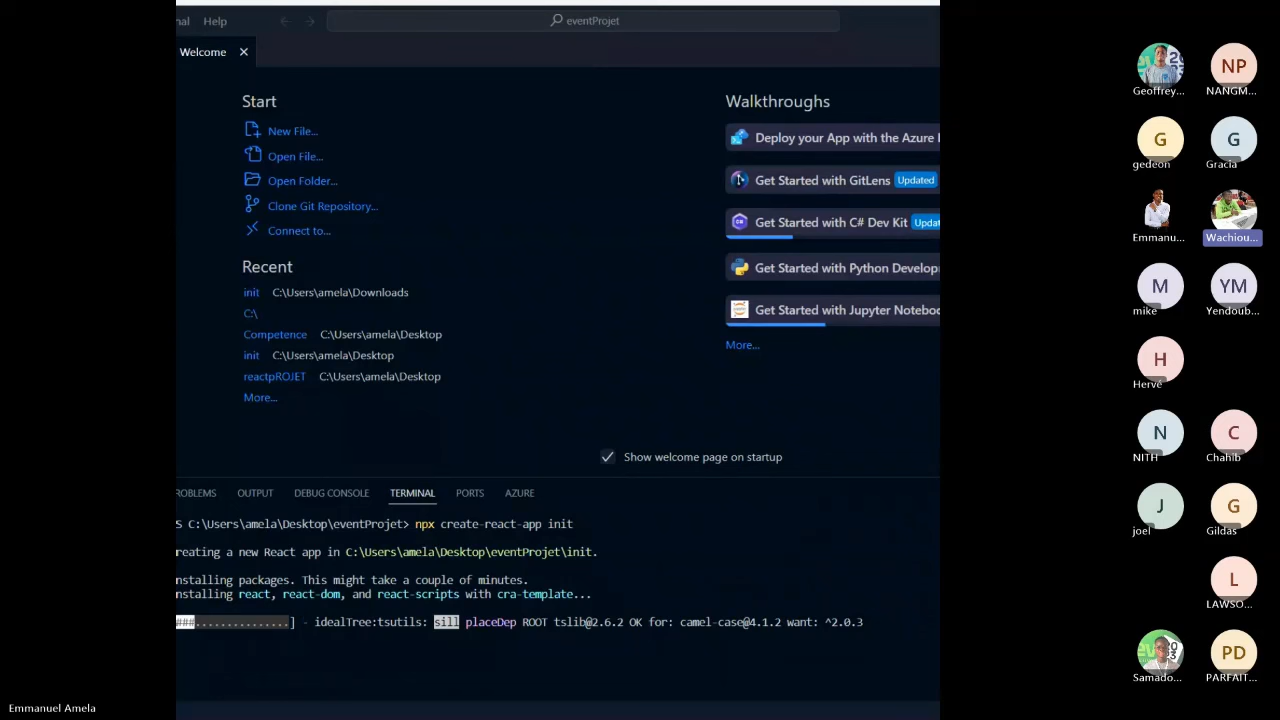 nal Help eventProjet
Welcome
Start
New File...
Open File...
Open Folder...
Clone Git Repository...
Connect to...
Recent
init C:\Users\amela\Downloads
C:\
Competence C:\Users\amela\Desktop
init C:\Users\amela\Desktop
reactpROJET C:\Users\amela\Desktop
More...
Walkthroughs
Deploy your App with the Azure
Get Started with GitLens Updated
Get Started with C# Dev Kit Updat
Get Started with Python Develop
Get Started with Jupyter Noteboo
More...
Show welcome page on startup
ROBLEMS OUTPUT DEBUG CONSOLE TERMINAL PORTS AZURE
S C:\Users\amela\Desktop\eventProjet> npx create-react-app init
reating a new React app in C:\Users\amela\Desktop\eventProjet\init.
nstalling packages. This might take a couple of minutes.
nstalling react, react-dom, and react-scripts with cra-template...
###..............] - idealTree:tsutils: sill placeDep ROOT tslib@2.6.2 OK for: camel-case@4.1.2 want: ^2.0.3
Emmanuel Amela
Geoffrey...
NP
NANGM...
G
gedeon
G
Gracia
Emmanu...
Wachiou...
M
mike
YM
Yendoub...
H
Hervé
N
NITH
C
Chahib
J
joel
G
Gildas
L
LAWSO...
Samado...
PD
PARFAIT...